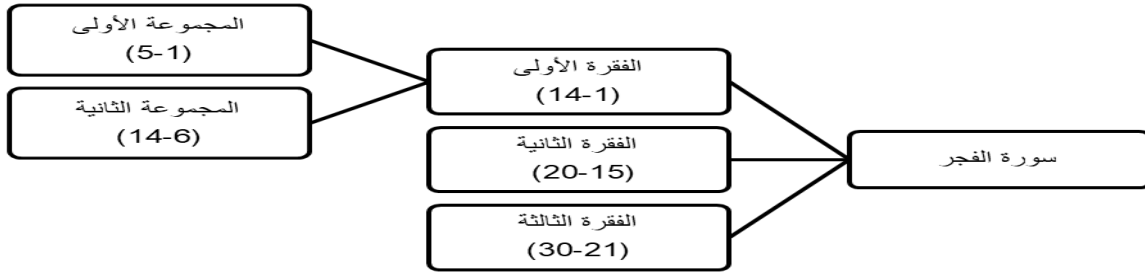 سورة الفجر
الفقرة الأولى
(14-1)
الفقرة الثانية
(20-15)
الفقرة الثالثة
(30-21)
المجموعة الأولى
(5-1)
المجموعة الثانية
(14-6)